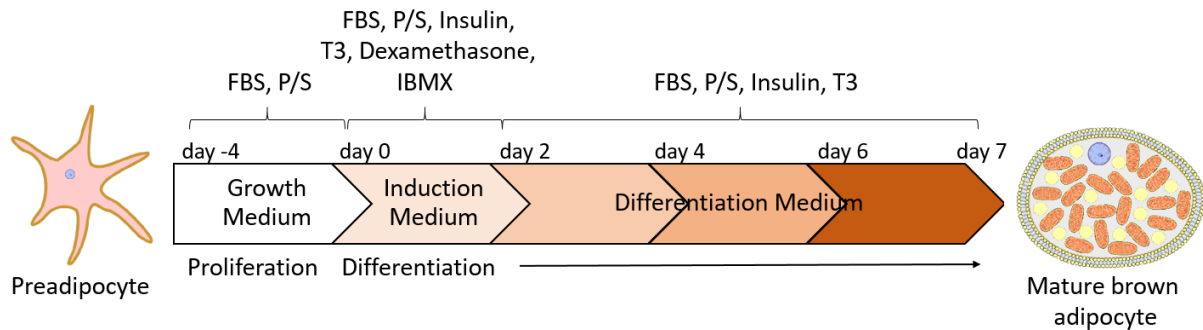 FBS, P/S, Insulin,
T3, Dexamethasone,
IBMX
FBS, P/S
FBS, P/S, Insulin, T3
day -4
day 0
day 2
day 4
day 6
day 7
Growth
Medium
Induction
Medium
Differentiation Medium
Proliferation
Differentiation
Preadipocyte
Mature brown
adipocyte